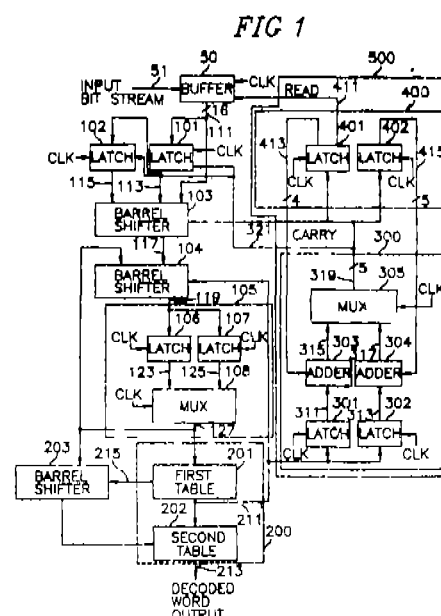 FIG 1
50
500
51
CLK
411
400
INPUT
BIT STREAM
BUFFER
READ
16
111
102
101
413
401
402
415
CLK
LATCH
LATCH
CLK
LATCH
LATCH
CLK
CLK
115
113
103
4
5
BARREL
SHIFTER
32
CARRY
300
117
104
BARREL
SHIFTER
319
5
305
119
105
MUX
CLK
106
107
CLK
LATCH
LATCH
CLK
315
303
304
123
125
108
ADDER
ADDER
CLK
MUX
311
301
313
302
127
LATCH
LATCH
203
201
CLK
CLK
BARREL
SHIFTER
215
FIRST
TABLE
202
211
200
SECOND
TABLE
213
DECODED
WORD
OUTPUT